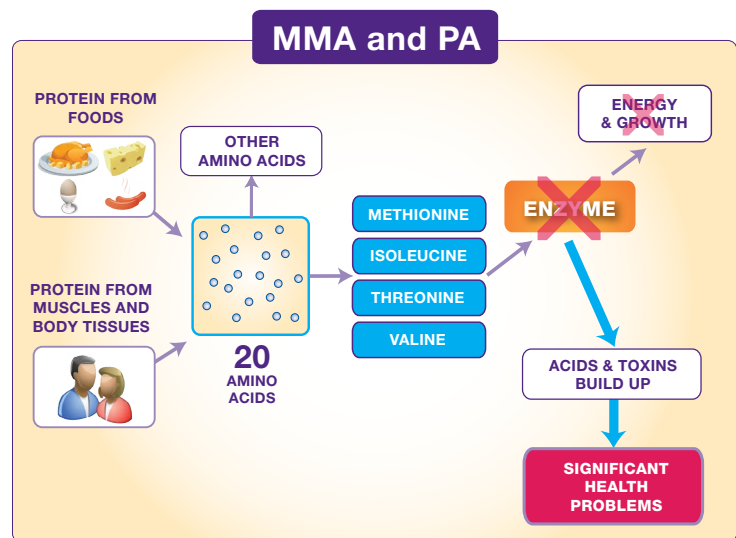 MMA and PA
PROTEIN FROM
FOODS
OTHER
AMINO ACIDS
ENERGY
& GROWTH
METHIONINE
ISOLEUCINE
THREONINE
VALINE
ENZYME
PROTEIN FROM
MUSCLES AND
BODY TISSUES
20
AMINO
ACIDS
ACIDS & TOXINS
BUILD UP
SIGNIFICANT
HEALTH
PROBLEMS